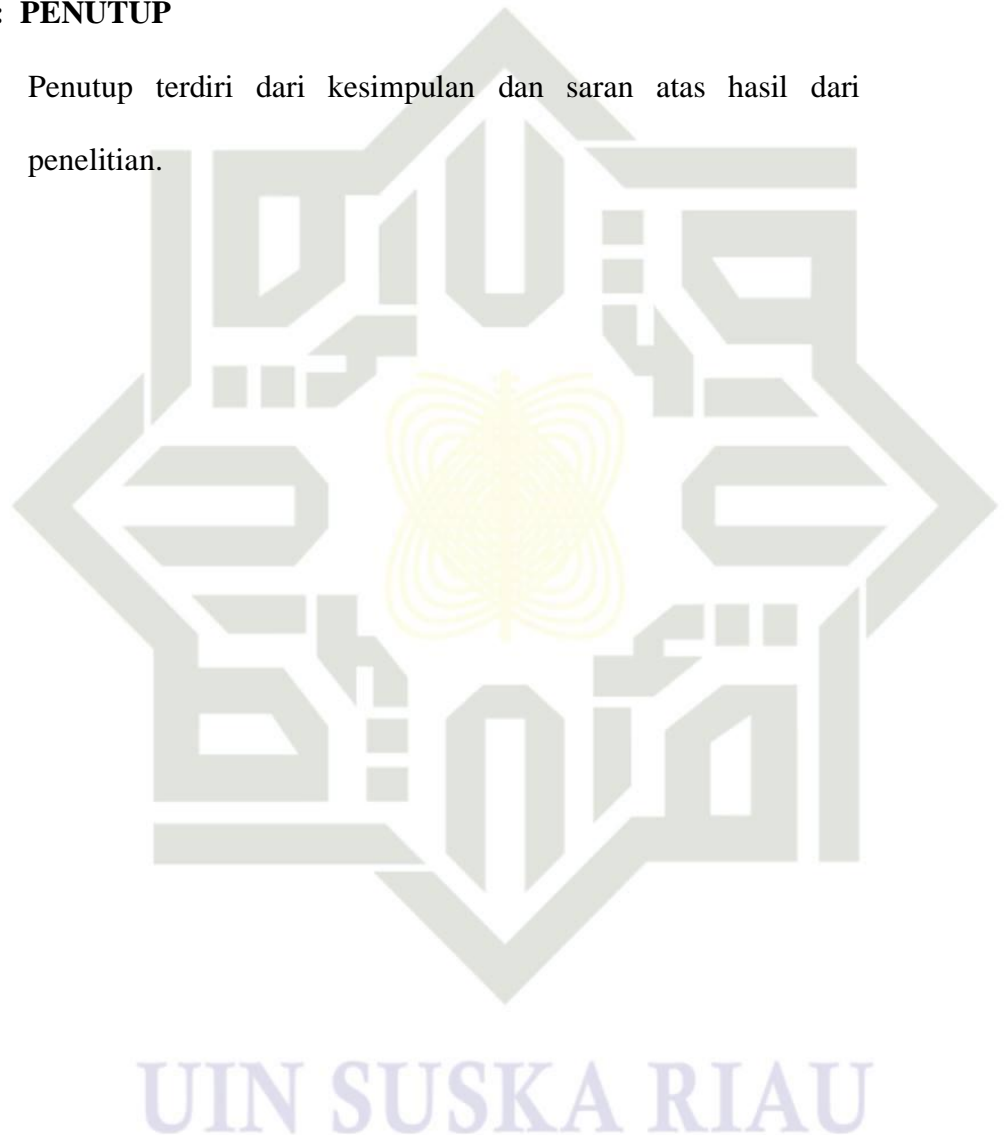 : PENUTUP
Penutup terdiri dari kesimpulan dan saran atas hasil dari
penelitian.
UIN SUSKA RIAU